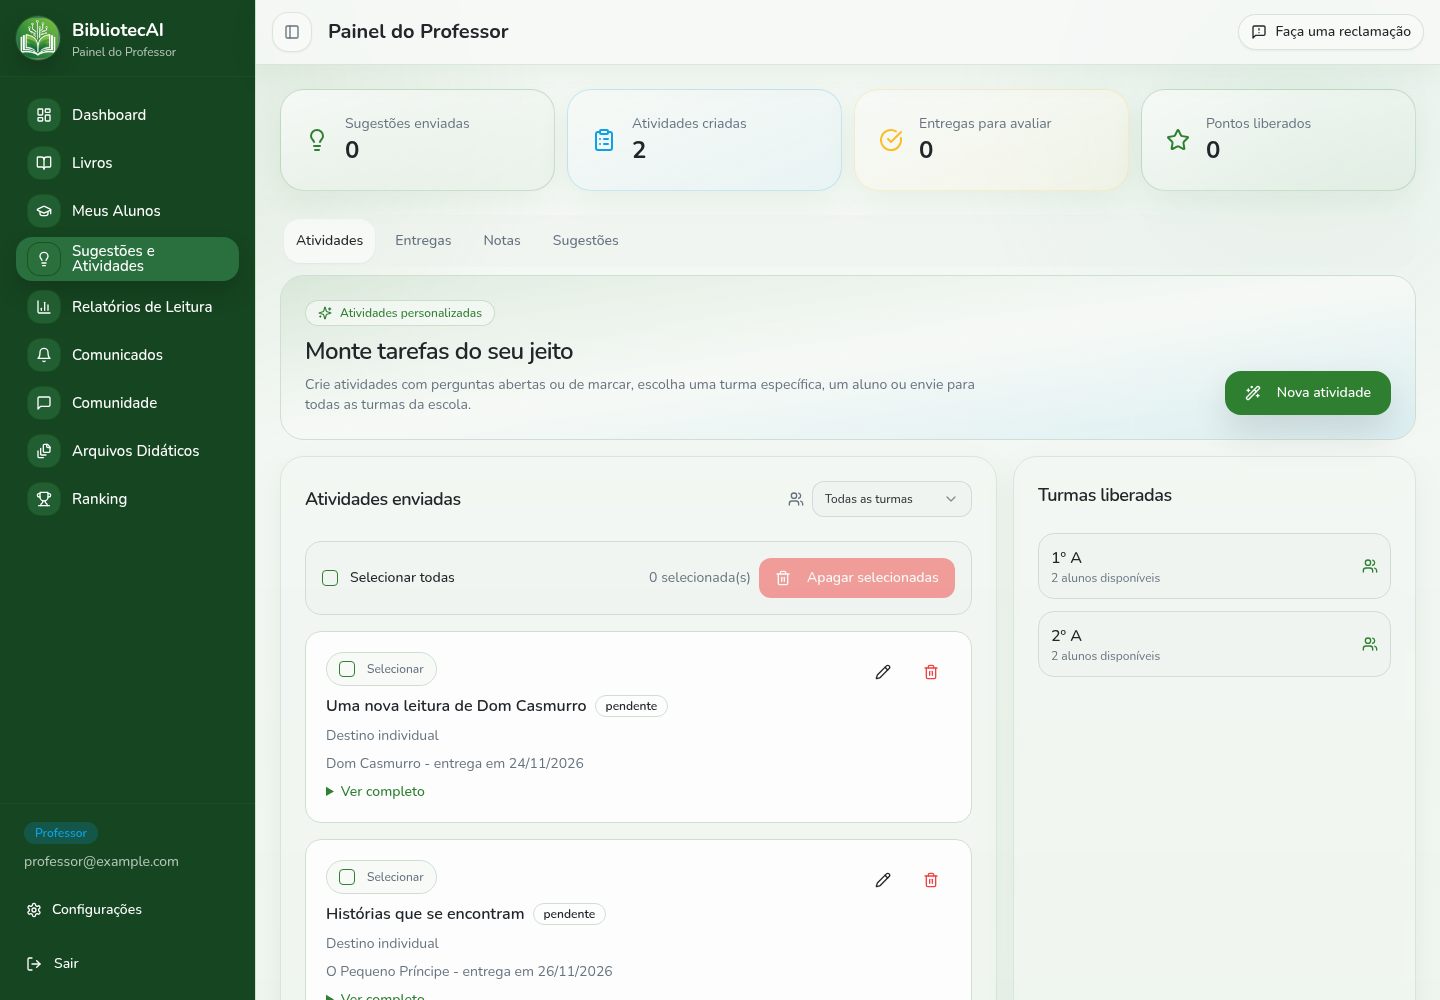 BibliotecAI
Painel do Professor
Dashboard
Livros
Meus Alunos
Sugestões e
Atividades
Relatórios de Leitura
Comunicados
Comunidade
Arquivos Didáticos
Ranking
Professor
professor@example.com
Configurações
Sair
Painel do Professor
Faça uma reclamação
Sugestões enviadas
0
Atividades criadas
2
Entregas para avaliar
0
Pontos liberados
0
Atividades
Entregas
Notas
Sugestões
Atividades personalizadas
Monte tarefas do seu jeito
Crie atividades com perguntas abertas ou de marcar, escolha uma turma específica, um aluno ou envie para
todas as turmas da escola.
Nova atividade
Atividades enviadas
Todas as turmas
Selecionar todas
0 selecionada(s)
Apagar selecionadas
Selecionar
Uma nova leitura de Dom Casmurro
pendente
Destino individual
Dom Casmurro - entrega em 24/11/2026
Ver completo
Selecionar
Histórias que se encontram
pendente
Destino individual
O Pequeno Príncipe - entrega em 26/11/2026
Ver completo
Turmas liberadas
1º A
2 alunos disponíveis
2º A
2 alunos disponíveis